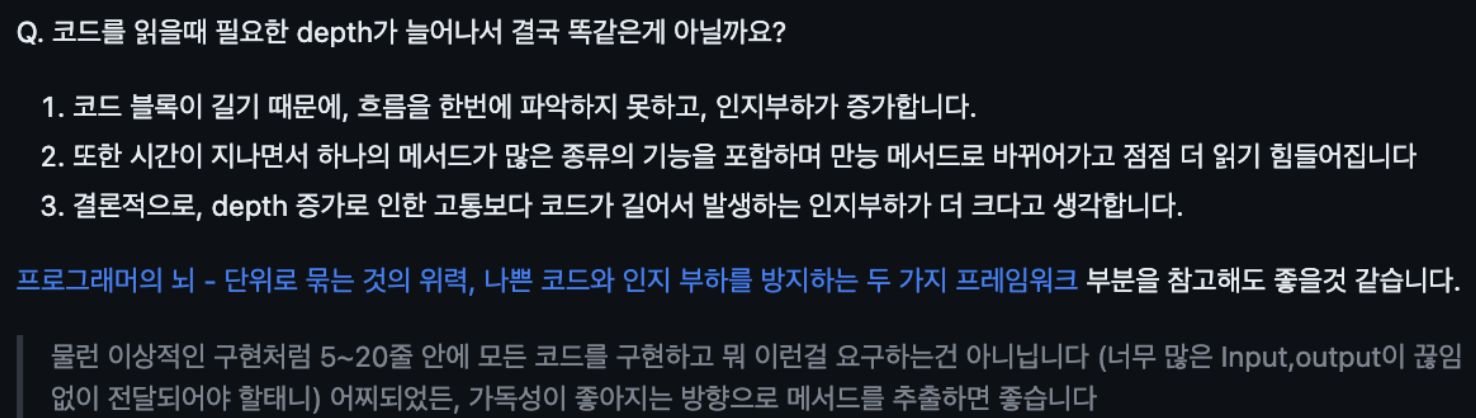 Q. 코드를 읽을때 필요한 depth가 늘어나서 결국 똑같은게 아닐까요?
1. 코드 블록이 길기 때문에, 흐름을 한번에 파악하지 못하고, 인지부하가 증가합니다.
2. 또한 시간이 지나면서 하나의 메서드가 많은 종류의 기능을 포함하며 만능 메서드로 바뀌어가고 점점 더 읽기 힘들어집니다
3. 결론적으로, depth 증가로 인한 고통보다 코드가 길어서 발생하는 인지부하가 더 크다고 생각합니다.
프로그래머의 뇌 - 단위로 묶는 것의 위력, 나쁜 코드와 인지 부하를 방지하는 두 가지 프레임워크 부분을 참고해도 좋을것 같습니다.
물런 이상적인 구현처럼 5~20줄 안에 모든 코드를 구현하고 뭐 이런걸 요구하는건 아닙니다 (너무 많은 Input,output이 끊임
없이 전달되어야 할태니) 어찌되었든, 가독성이 좋아지는 방향으로 메서드를 추출하면 좋습니다